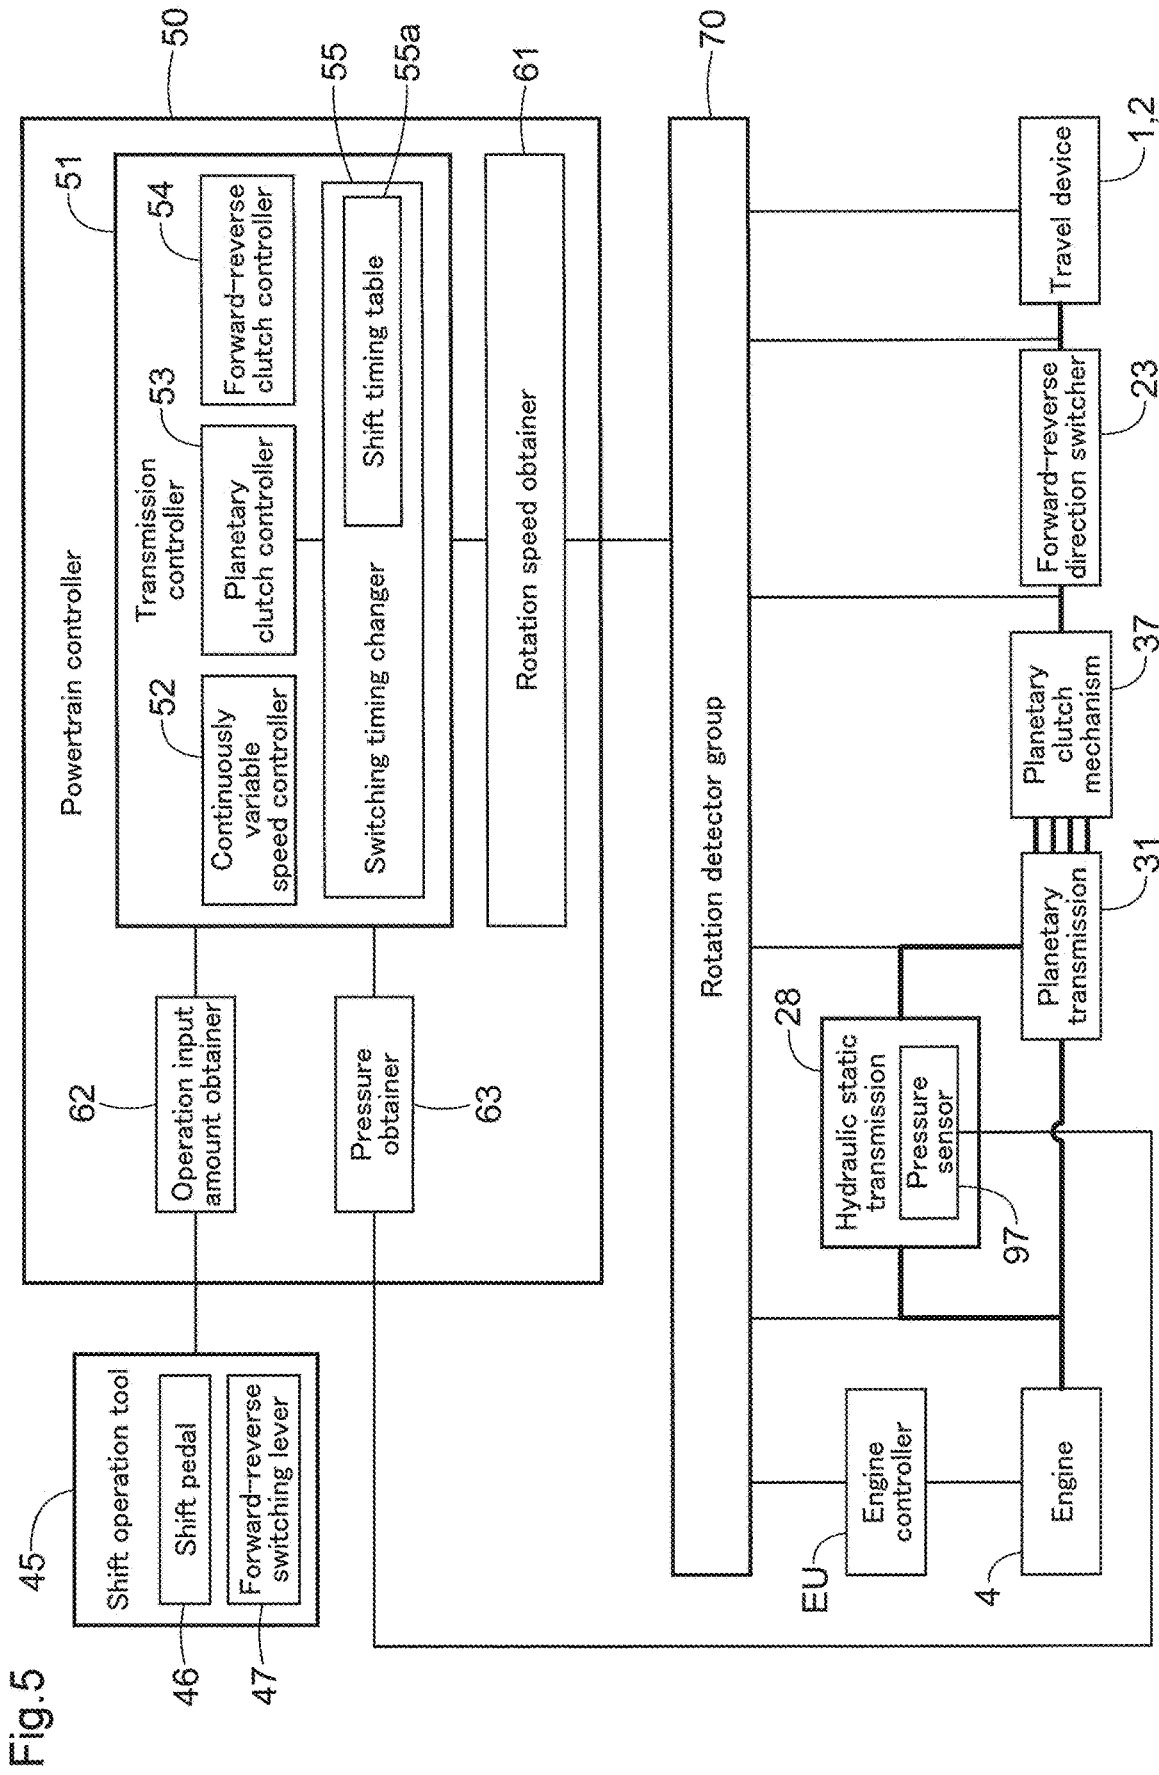 Fig.5
50
Powertrain controller
51
Transmission
controller
52
Continuously
variable
speed controller
53
Planetary
clutch controller
54
Forward-reverse
clutch controller
55
Switching timing changer
55a
Shift timing table
61
Rotation speed obtainer
45
Shift operation tool
46
Shift pedal
47
Forward-reverse
switching lever
62
Operation input
amount obtainer
63
Pressure
obtainer
70
Rotation detector group
EU
Engine
controller
4
Engine
28
Hydraulic static
transmission
97
Pressure
sensor
31
Planetary
transmission
37
Planetary
clutch
mechanism
23
Forward-reverse
direction switcher
1,2
Travel device